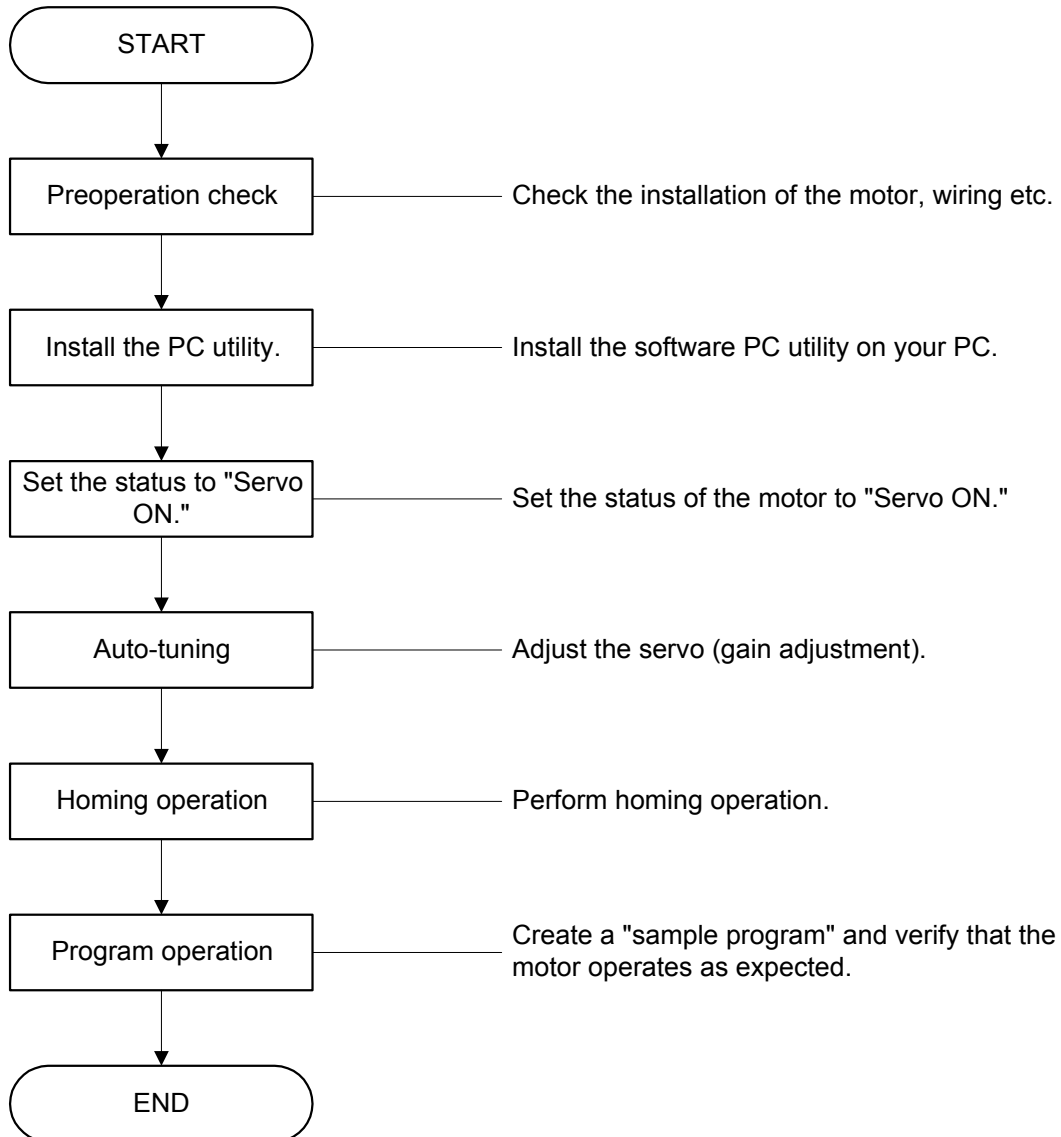 START
Preoperation check
Check the installation of the motor, wiring etc.
Install the PC utility.
Install the software PC utility on your PC.
Set the status to "Servo
ON."
Set the status of the motor to "Servo ON."
Auto-tuning
Adjust the servo (gain adjustment).
Homing operation
Perform homing operation.
Program operation
Create a "sample program" and verify that the
motor operates as expected.
END